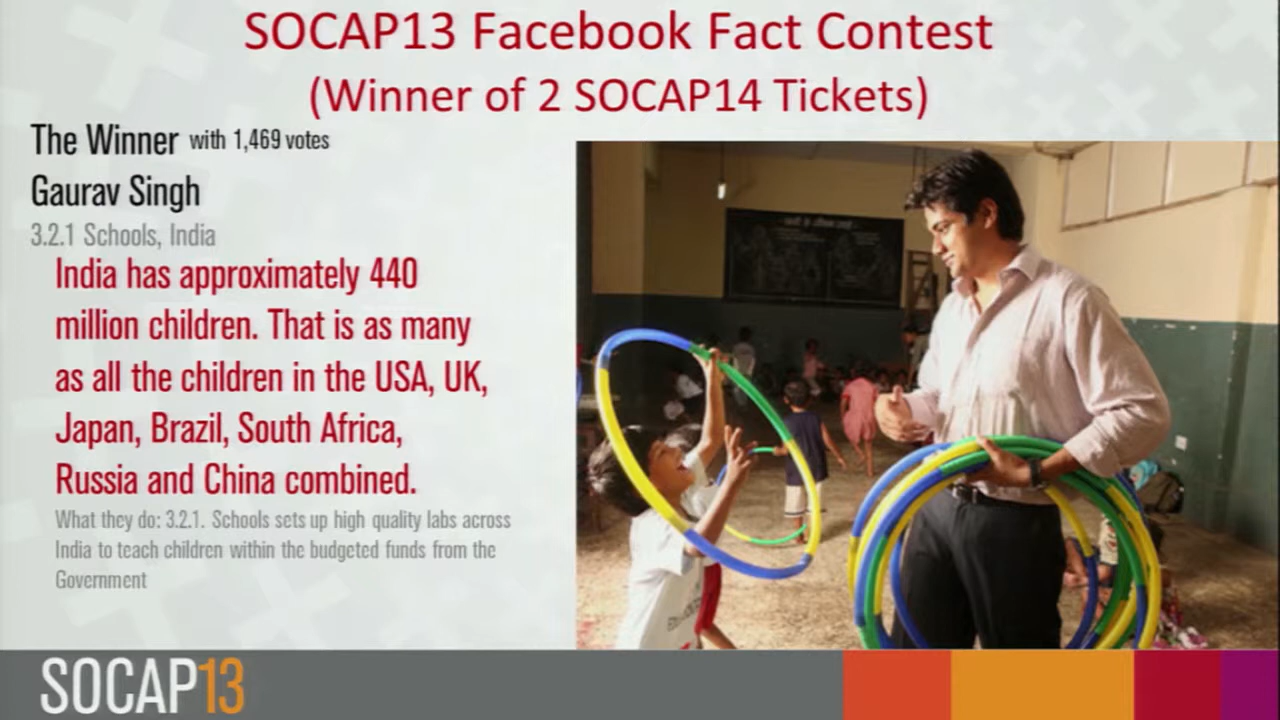 SOCAP13 Facebook Fact Contest
(Winner of 2 SOCAP14 Tickets)
The Winner with 1,469 votes
Gaurav Singh
3.2.1 Schools, India
India has approximately 440
million children. That is as many
as all the children in the USA, UK,
Japan, Brazil, South Africa,
Russia and China combined.
What they do: 3.2.1. Schools sets up high quality labs across
India to teach children within the budgeted funds from the
Government
SOCAP13